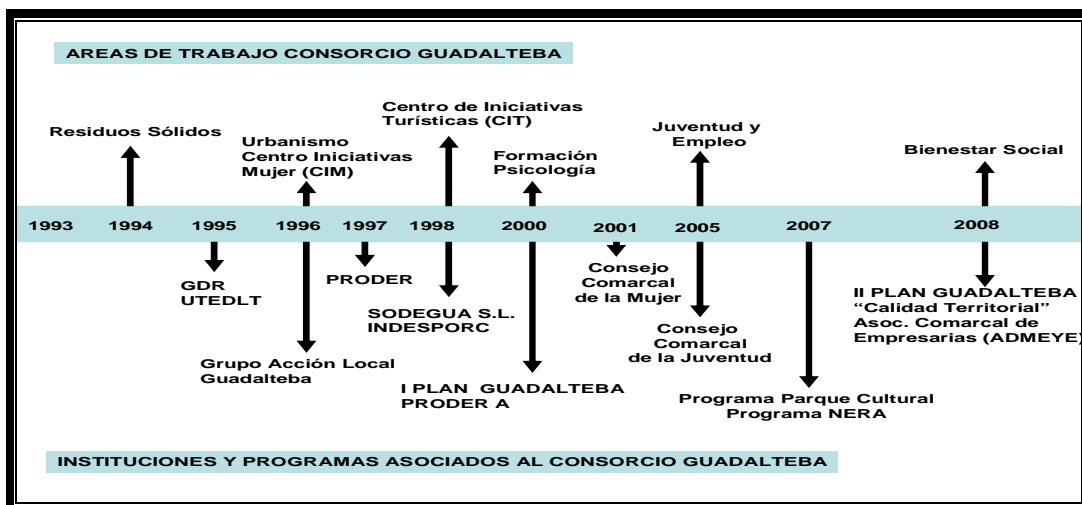 AREAS DE TRABAJO CONSORCIO GUADALTEBA
Residuos Sólidos
Urbanismo
Centro Iniciativas
Mujer (CIM)
Centro de Iniciativas
Turísticas (CIT)
Formación
Psicología
Juventud y
Empleo
Bienestar Social
1993 1994 1995 1996 1997 1998 2000 2001 2005 2007 2008
GDR
UTEDLT
Grupo Acción Local
Guadalteba
PRODER
SODEGUA S.L.
INDESPORC
I PLAN GUADALTEBA
PRODER A
Consejo
Comarcal
de la Mujer
Consejo
Comarcal
de la Juventud
Programa Parque Cultural
Programa NERA
II PLAN GUADALTEBA
“Calidad Territorial”
Asoc. Comarcal de
Empresarias (ADMEYE)
INSTITUCIONES Y PROGRAMAS ASOCIADOS AL CONSORCIO GUADALTEBA